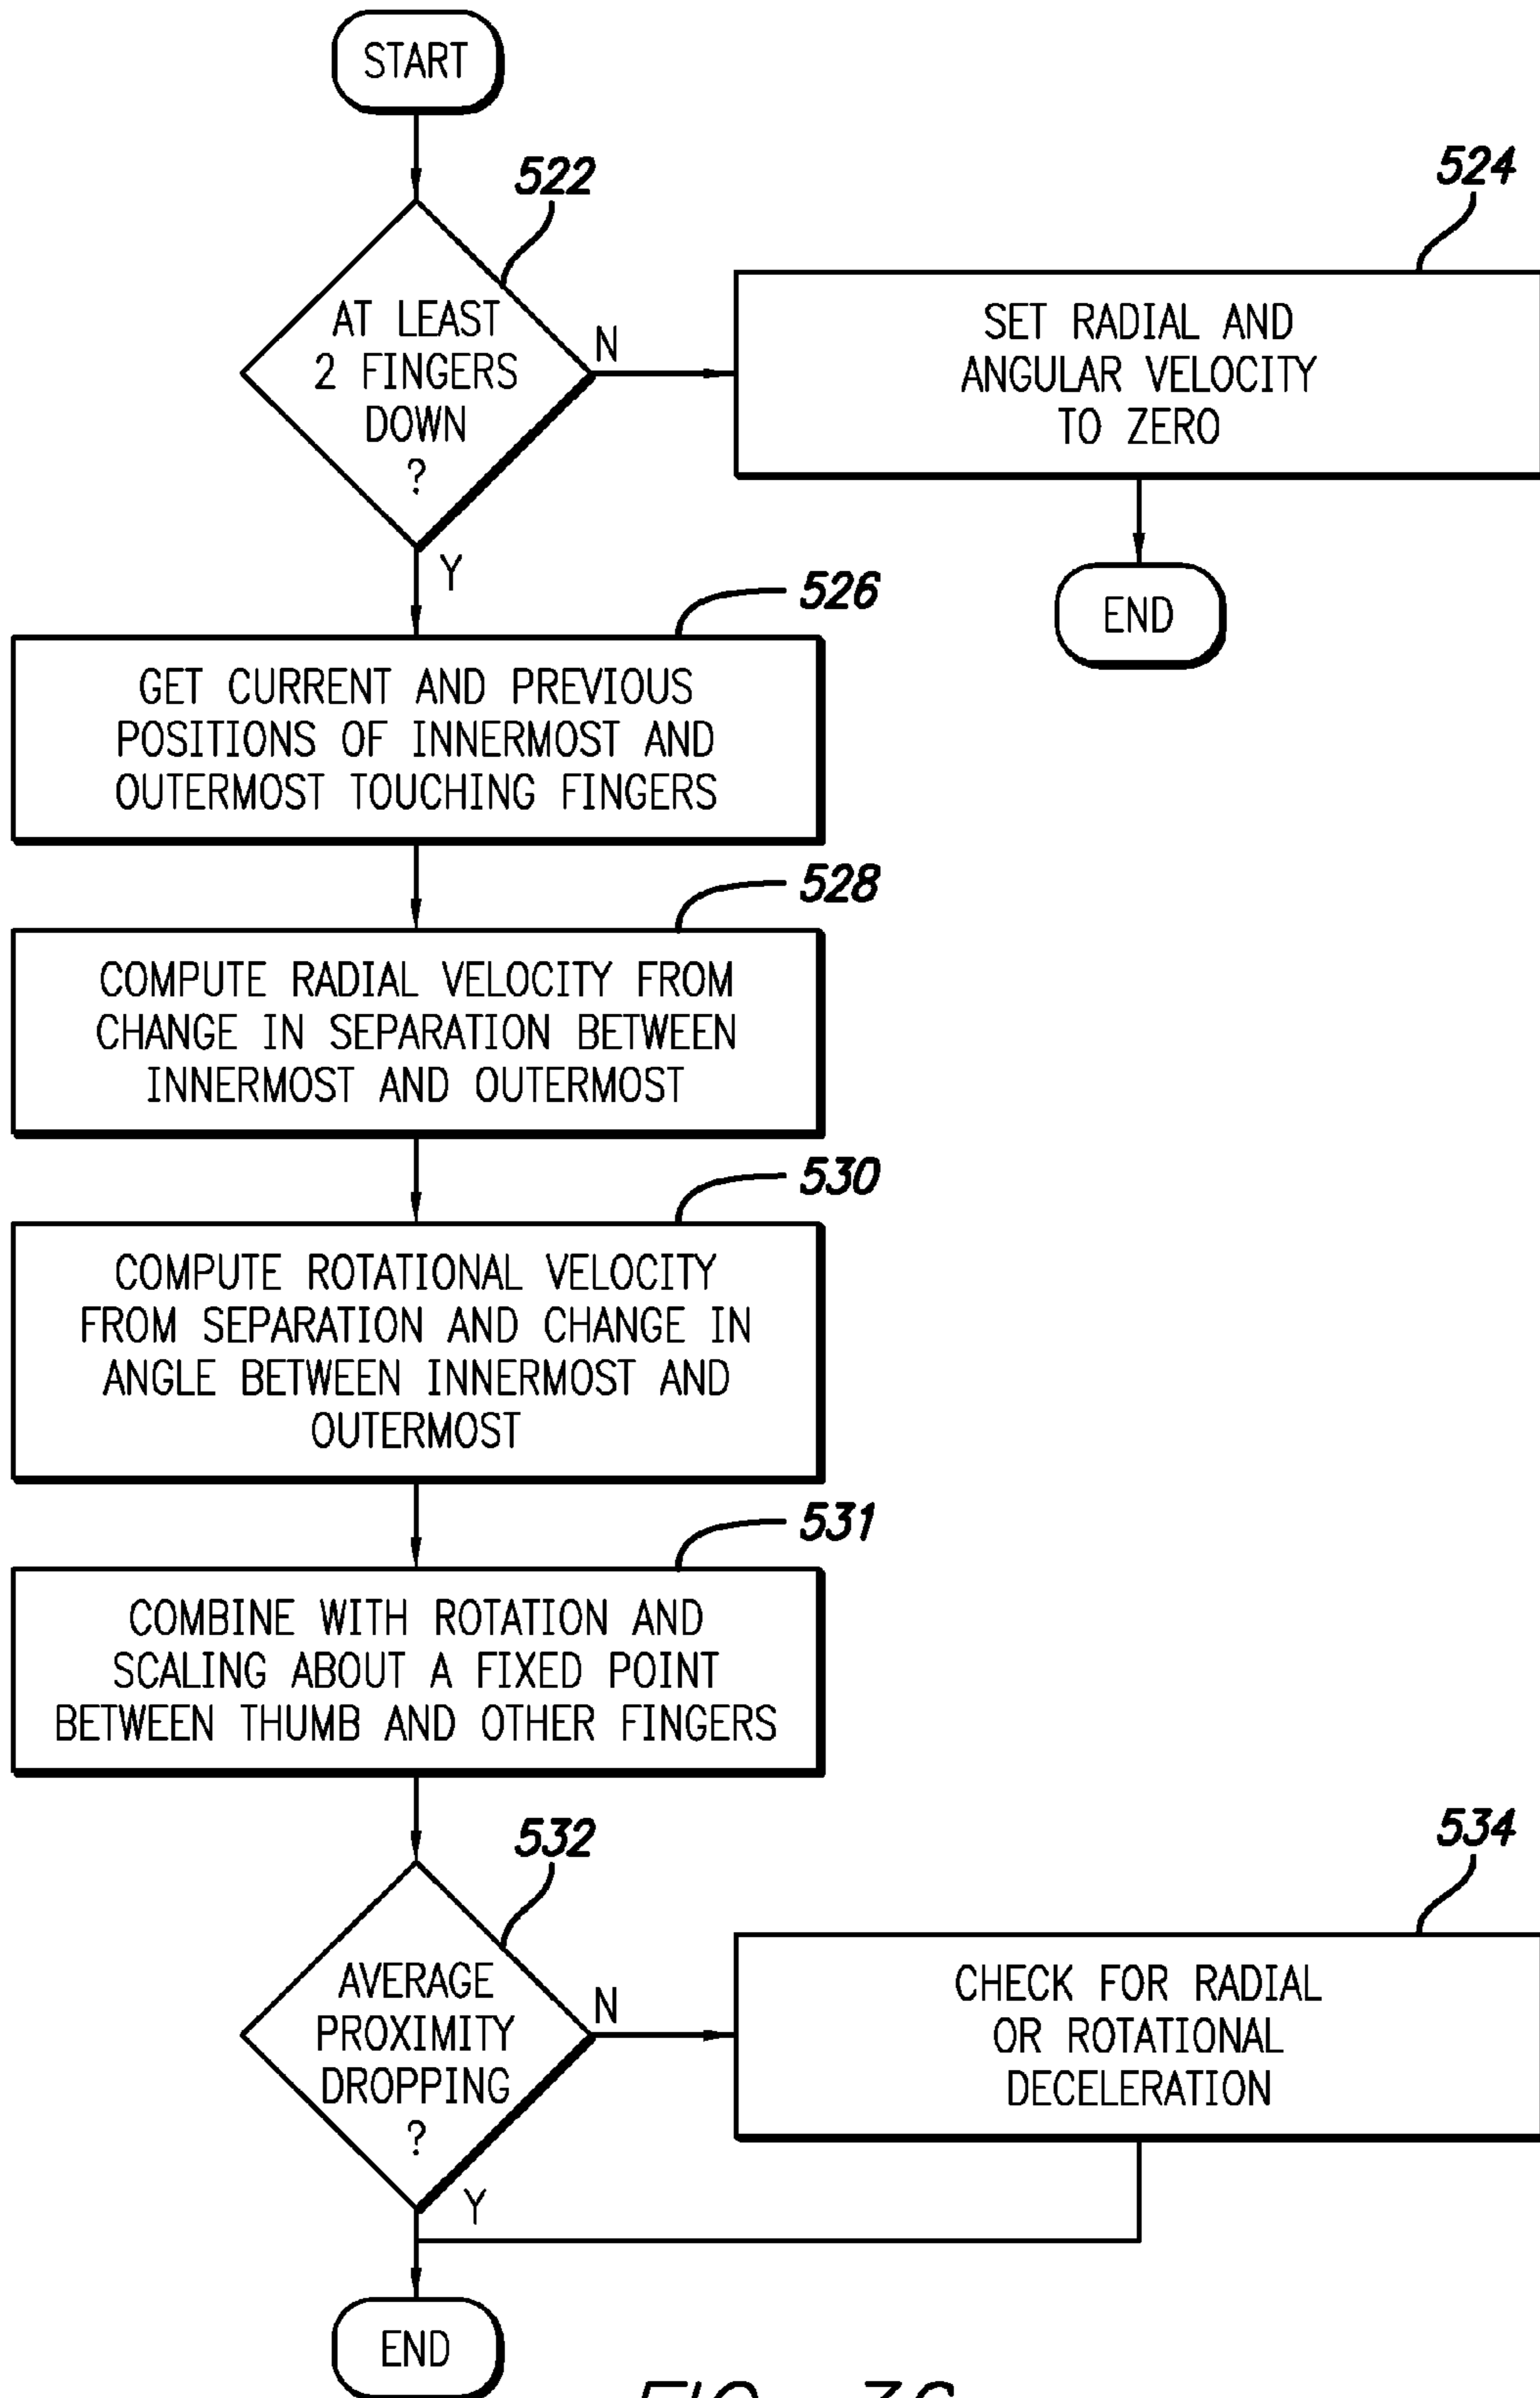 START
522
AT LEAST
2 FINGERS
DOWN
?
N
Y
524
SET RADIAL AND
ANGULAR VELOCITY
TO ZERO
END
526
GET CURRENT AND PREVIOUS
POSITIONS OF INNERMOST AND
OUTERMOST TOUCHING FINGERS
528
COMPUTE RADIAL VELOCITY FROM
CHANGE IN SEPARATION BETWEEN
INNERMOST AND OUTERMOST
530
COMPUTE ROTATIONAL VELOCITY
FROM SEPARATION AND CHANGE IN
ANGLE BETWEEN INNERMOST AND
OUTERMOST
531
COMBINE WITH ROTATION AND
SCALING ABOUT A FIXED POINT
BETWEEN THUMB AND OTHER FINGERS
532
AVERAGE
PROXIMITY
DROPPING
?
N
Y
534
CHECK FOR RADIAL
OR ROTATIONAL
DECELERATION
END